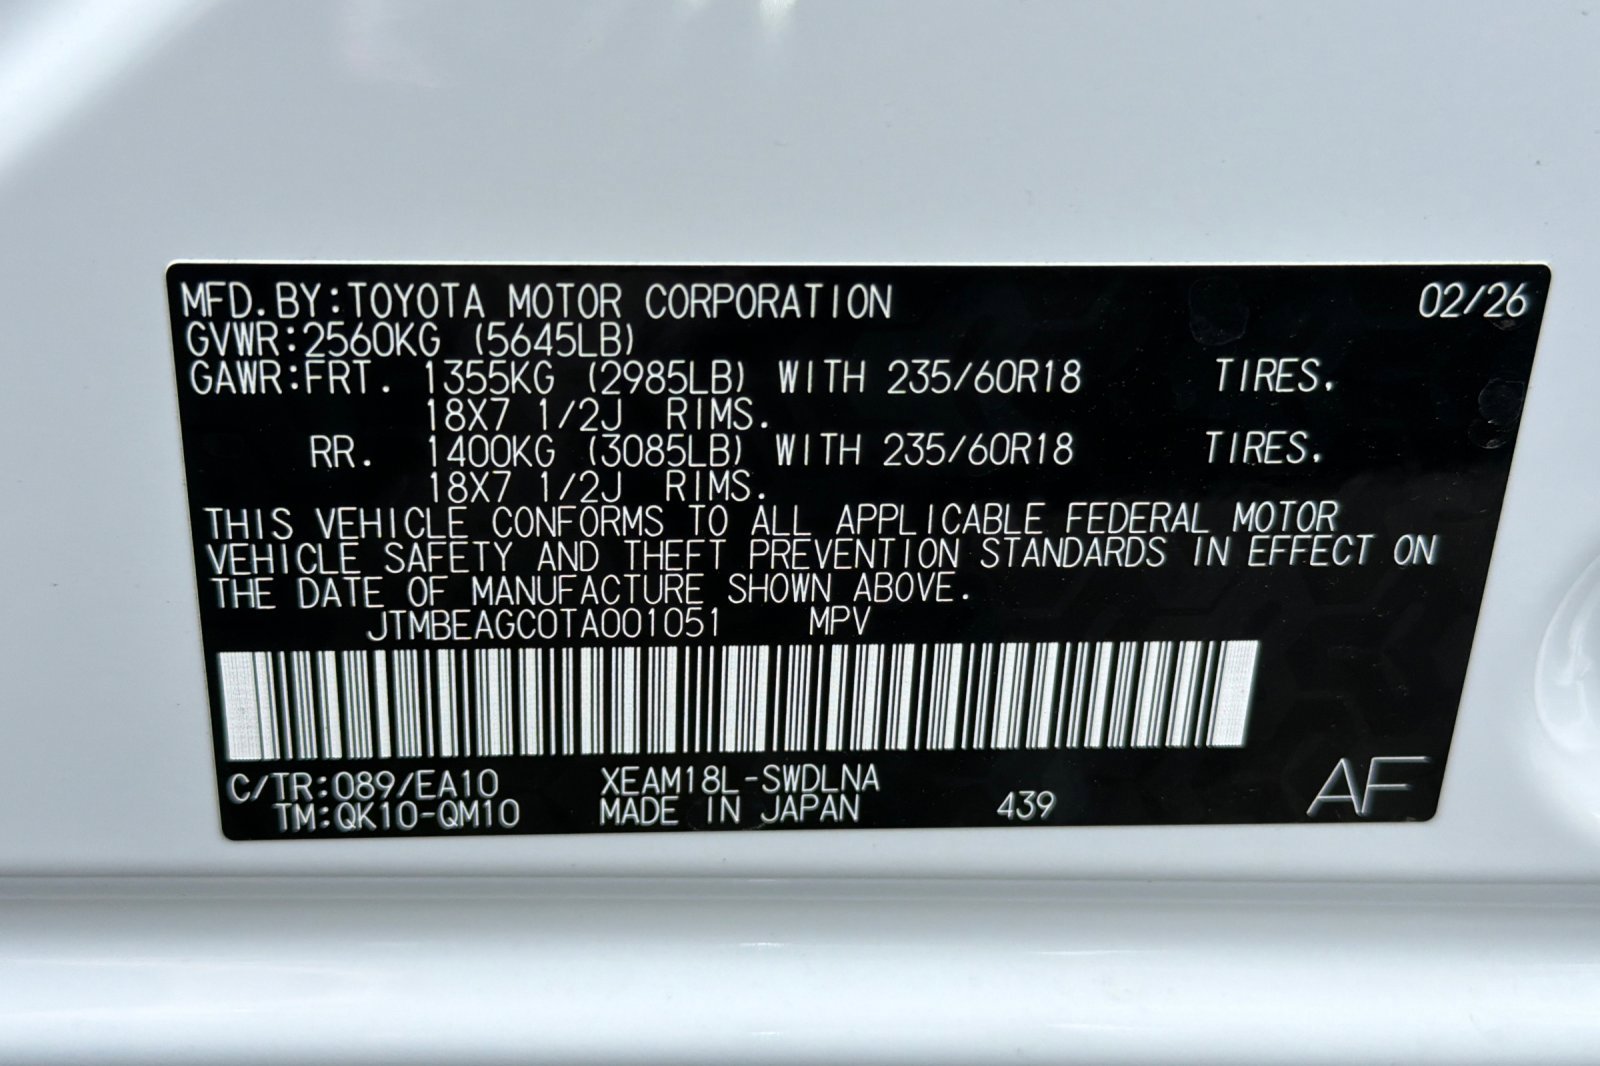 MFD.BY:TOYOTA MOTOR CORPORATION 02/26
GVWR:2560KG (5645LB)
GAWR:FRT. 1355KG (2985LB) WITH 235/60R18 TIRES.
18X7 1/2J RIMS.
RR. 1400KG (3085LB) WITH 235/60R18 TIRES.
18X7 1/2J RIMS.
THIS VEHICLE CONFORMS TO ALL APPLICABLE FEDERAL MOTOR
VEHICLE SAFETY AND THEFT PREVENTION STANDARDS IN EFFECT ON
THE DATE OF MANUFACTURE SHOWN ABOVE.
JTMBEAGC0TA001051 MPV
C/TR:089/EA10 XEAM18L-SWDLNA
TM:QK10-QM10 MADE IN JAPAN 439 AF